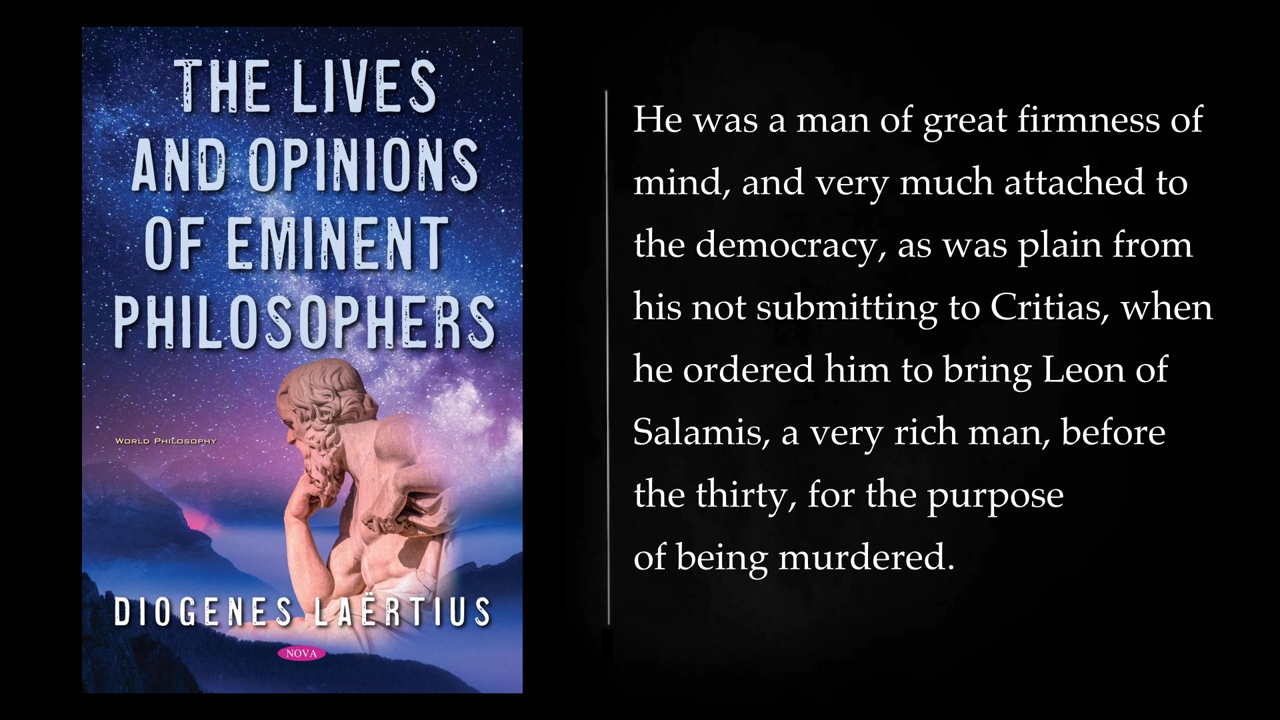 THE LIVES
AND OPINIONS
OF EMINENT
PHILOSOPHERS
WORLD PHILOSOPHY
DIOGENES LAËRTIUS
NOVA
He was a man of great firmness of
mind, and very much attached to
the democracy, as was plain from
his not submitting to Critias, when
he ordered him to bring Leon of
Salamis, a very rich man, before
the thirty, for the purpose
of being murdered.